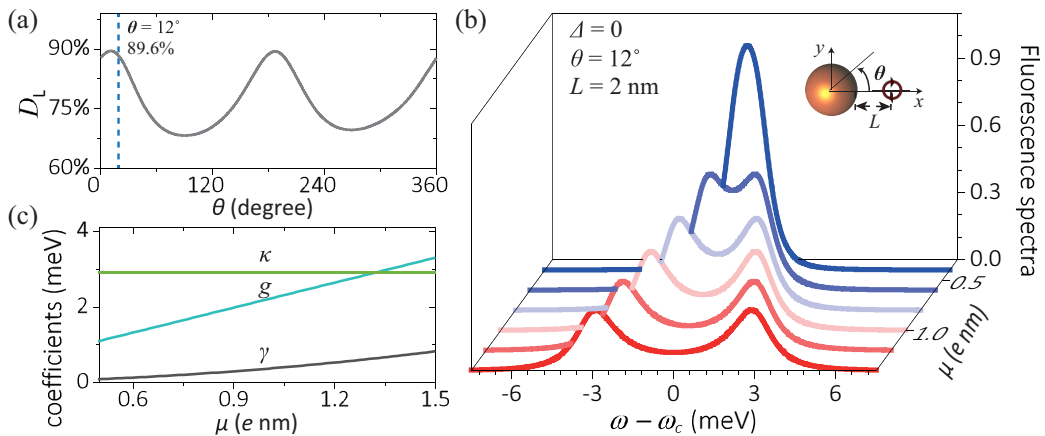 (a)
90%
75%
60%
D_L
θ = 12°
89.6%
0 120 240 360
θ (degree)
(b)
Δ = 0
θ = 12°
L = 2 nm
y
θ
x
L
0.9
0.6
0.3
0.0
Fluorescence spectra
0.5
1.0
μ (e nm)
-6 -3 0 3 6
ω − ω_c (meV)
(c)
4
2
0
coefficients (meV)
κ
g
γ
0.6 0.9 1.2 1.5
μ (e nm)